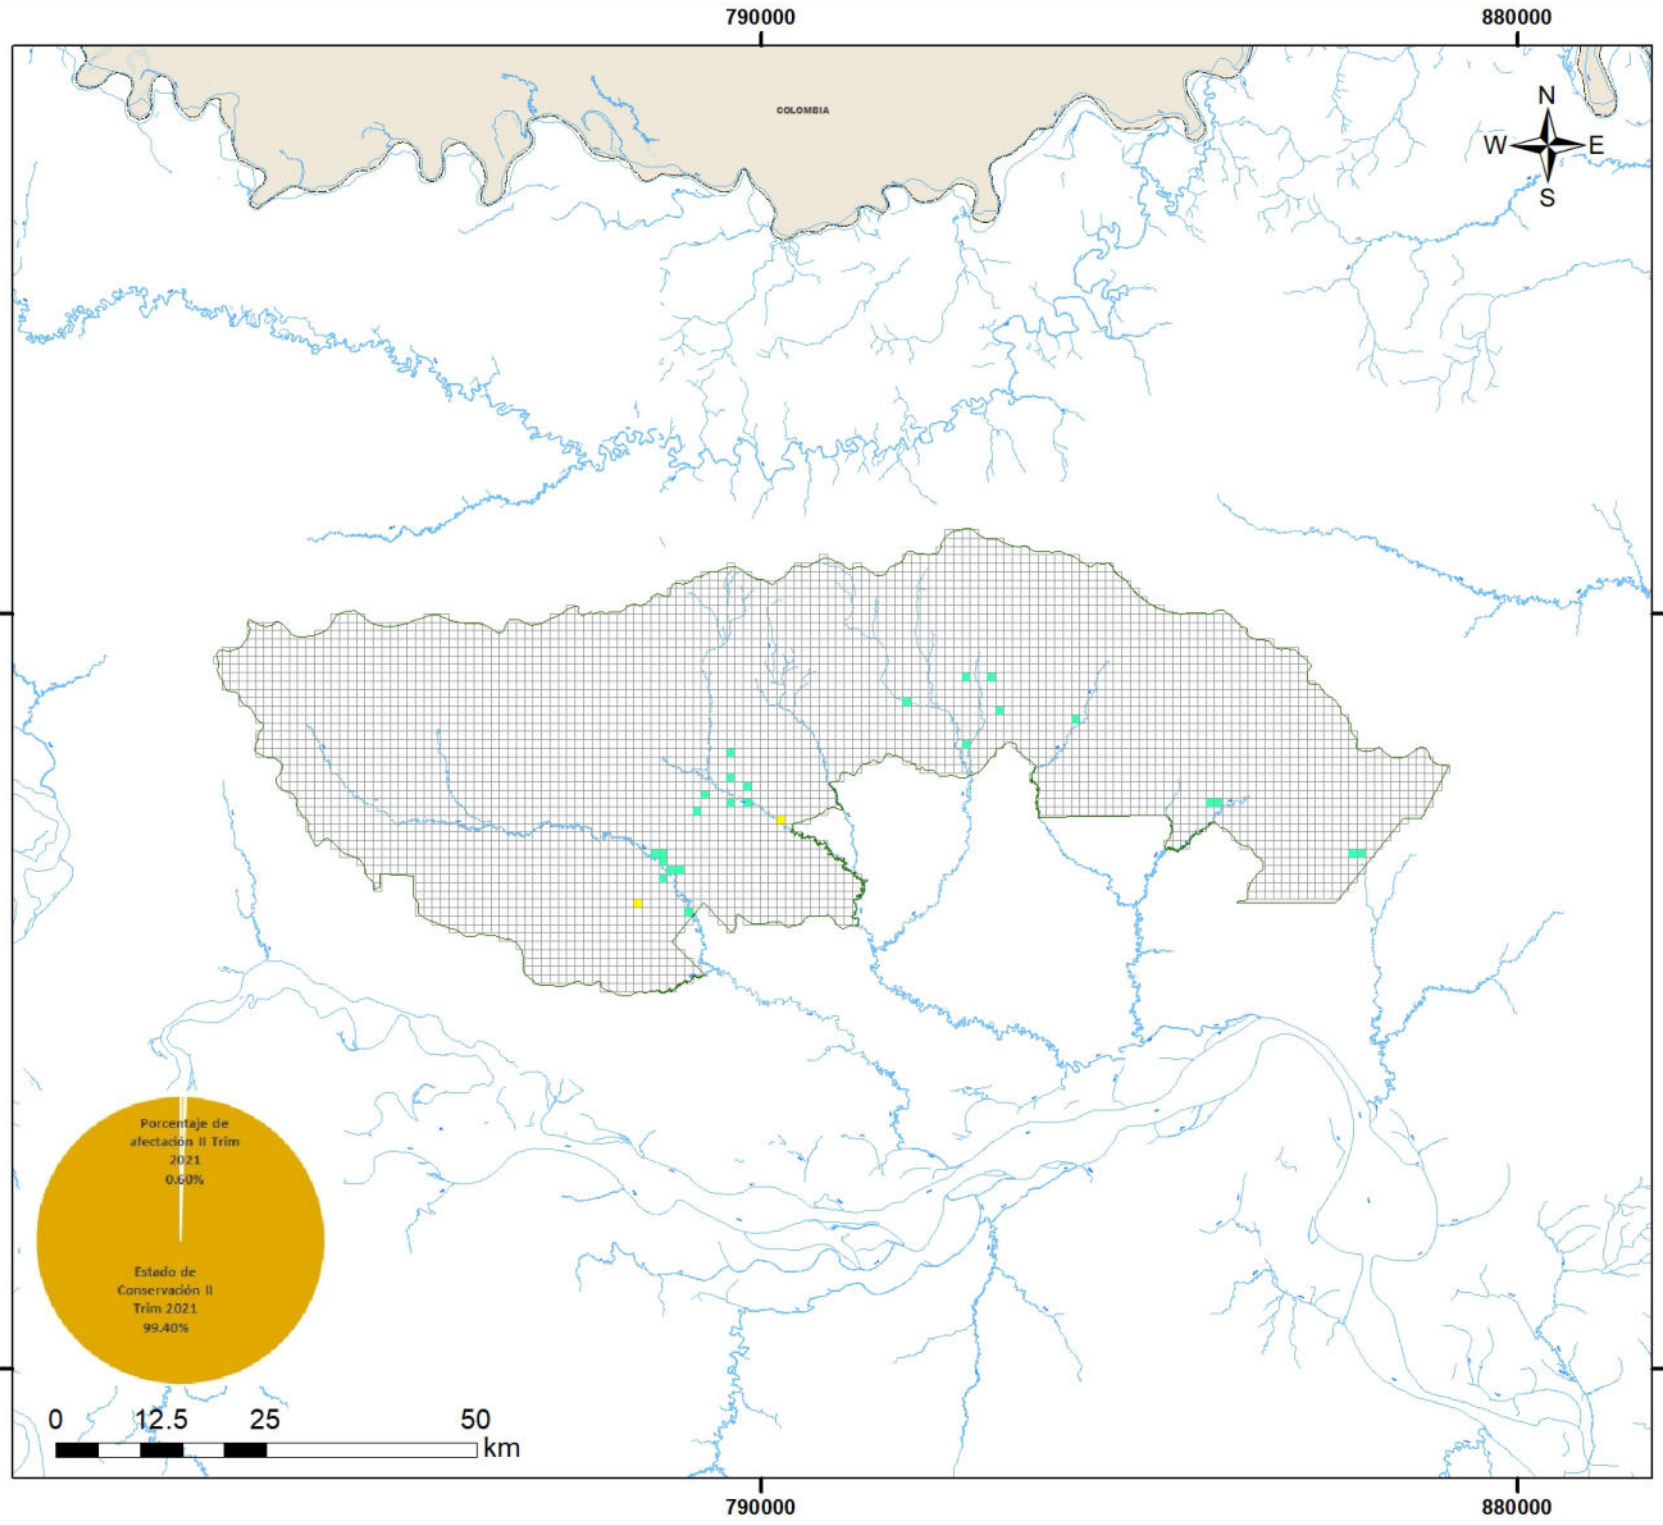 790000
880000
COLOMBIA
N
W
E
S
Porcentaje de
afectación II Trim
2021
0.60%
Estado de
Conservación II
Trim 2021
99.40%
0
12.5
25
50
km
790000
880000